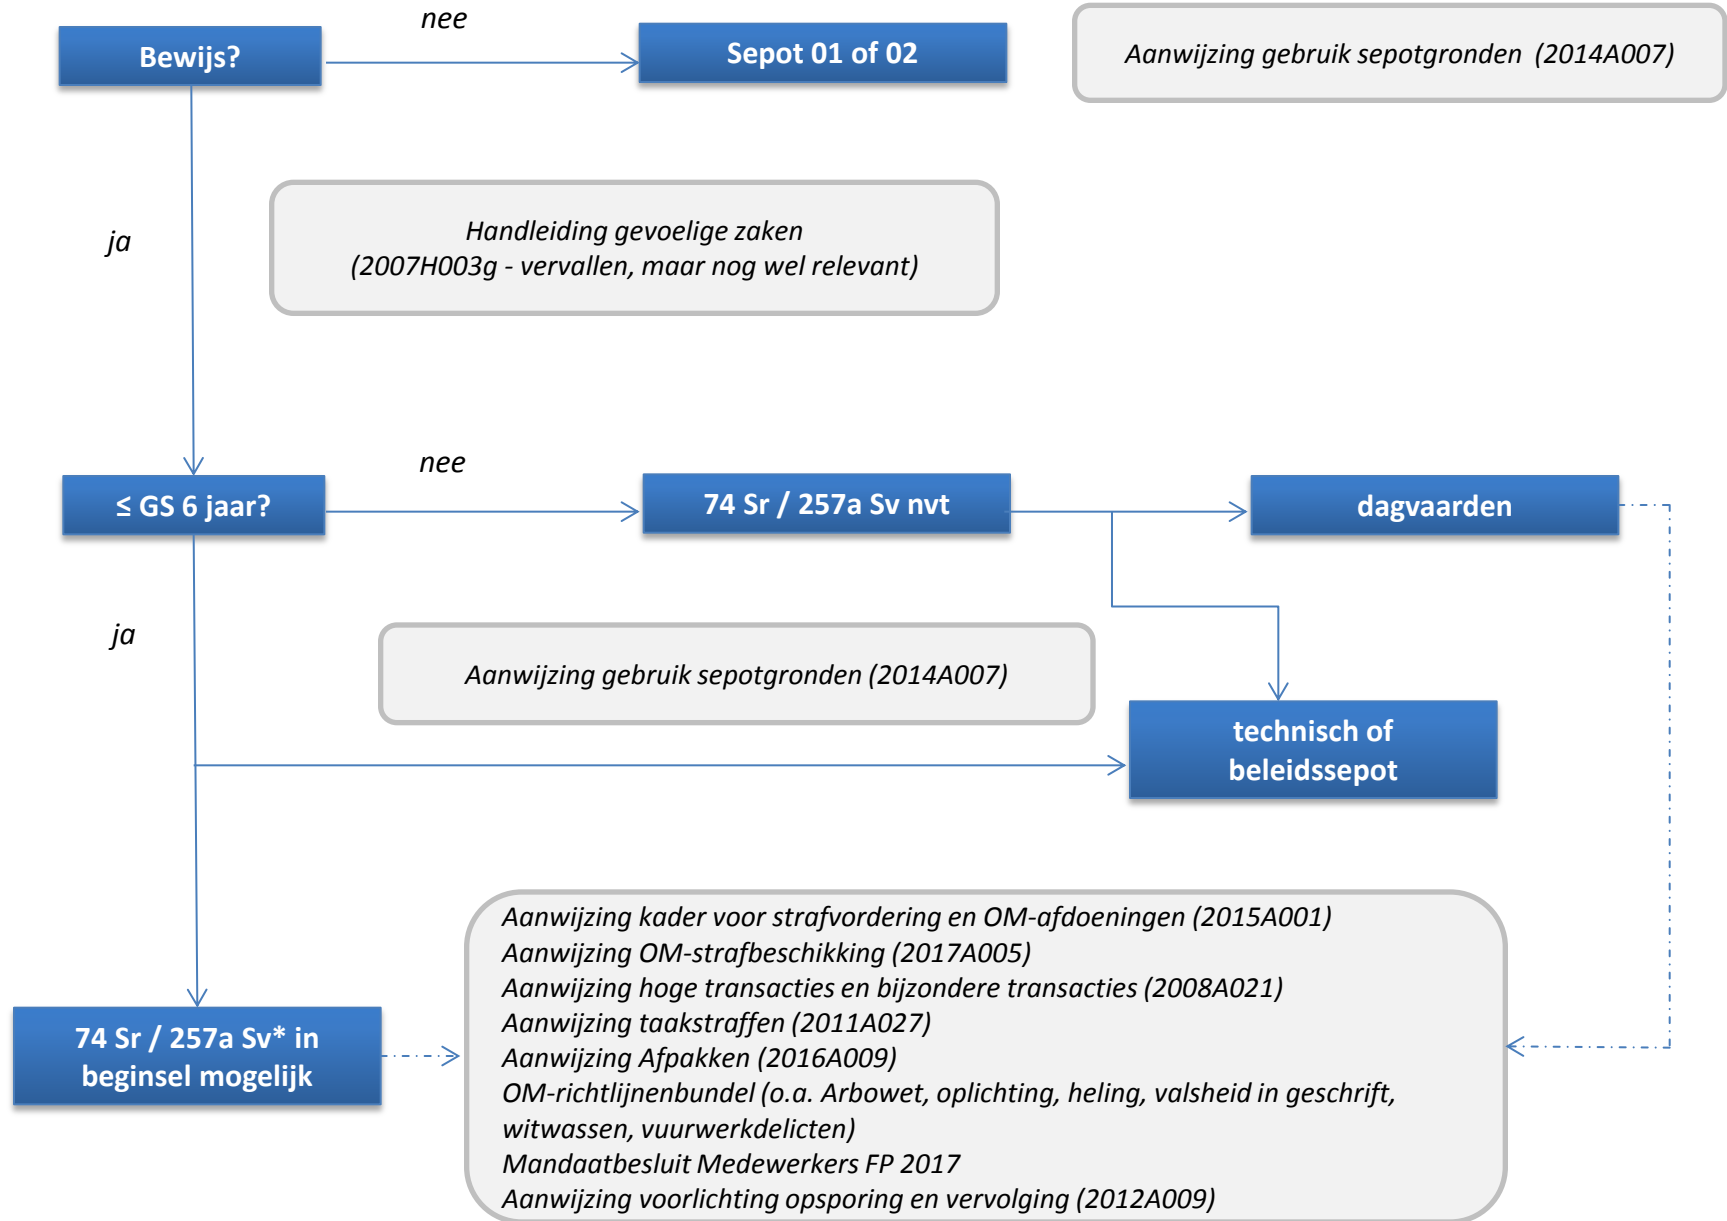 nee
Bewijs?
Sepot 01 of 02
Aanwijzing gebruik sepotgronden (2014A007)
ja
Handleiding gevoelige zaken
(2007H003g - vervallen, maar nog wel relevant)
nee
≤ GS 6 jaar?
74 Sr / 257a Sv nvt
dagvaarden
ja
Aanwijzing gebruik sepotgronden (2014A007)
technisch of
beleidssepot
Aanwijzing kader voor strafvordering en OM-afdoeningen (2015A001)
Aanwijzing OM-strafbeschikking (2017A005)
Aanwijzing hoge transacties en bijzondere transacties (2008A021)
Aanwijzing taakstraffen (2011A027)
Aanwijzing Afpakken (2016A009)
OM-richtlijnenbundel (o.a. Arbowet, oplichting, heling, valsheid in geschrift,
witwassen, vuurwerkdelicten)
Mandaatbesluit Medewerkers FP 2017
Aanwijzing voorlichting opsporing en vervolging (2012A009)
74 Sr / 257a Sv* in
beginsel mogelijk